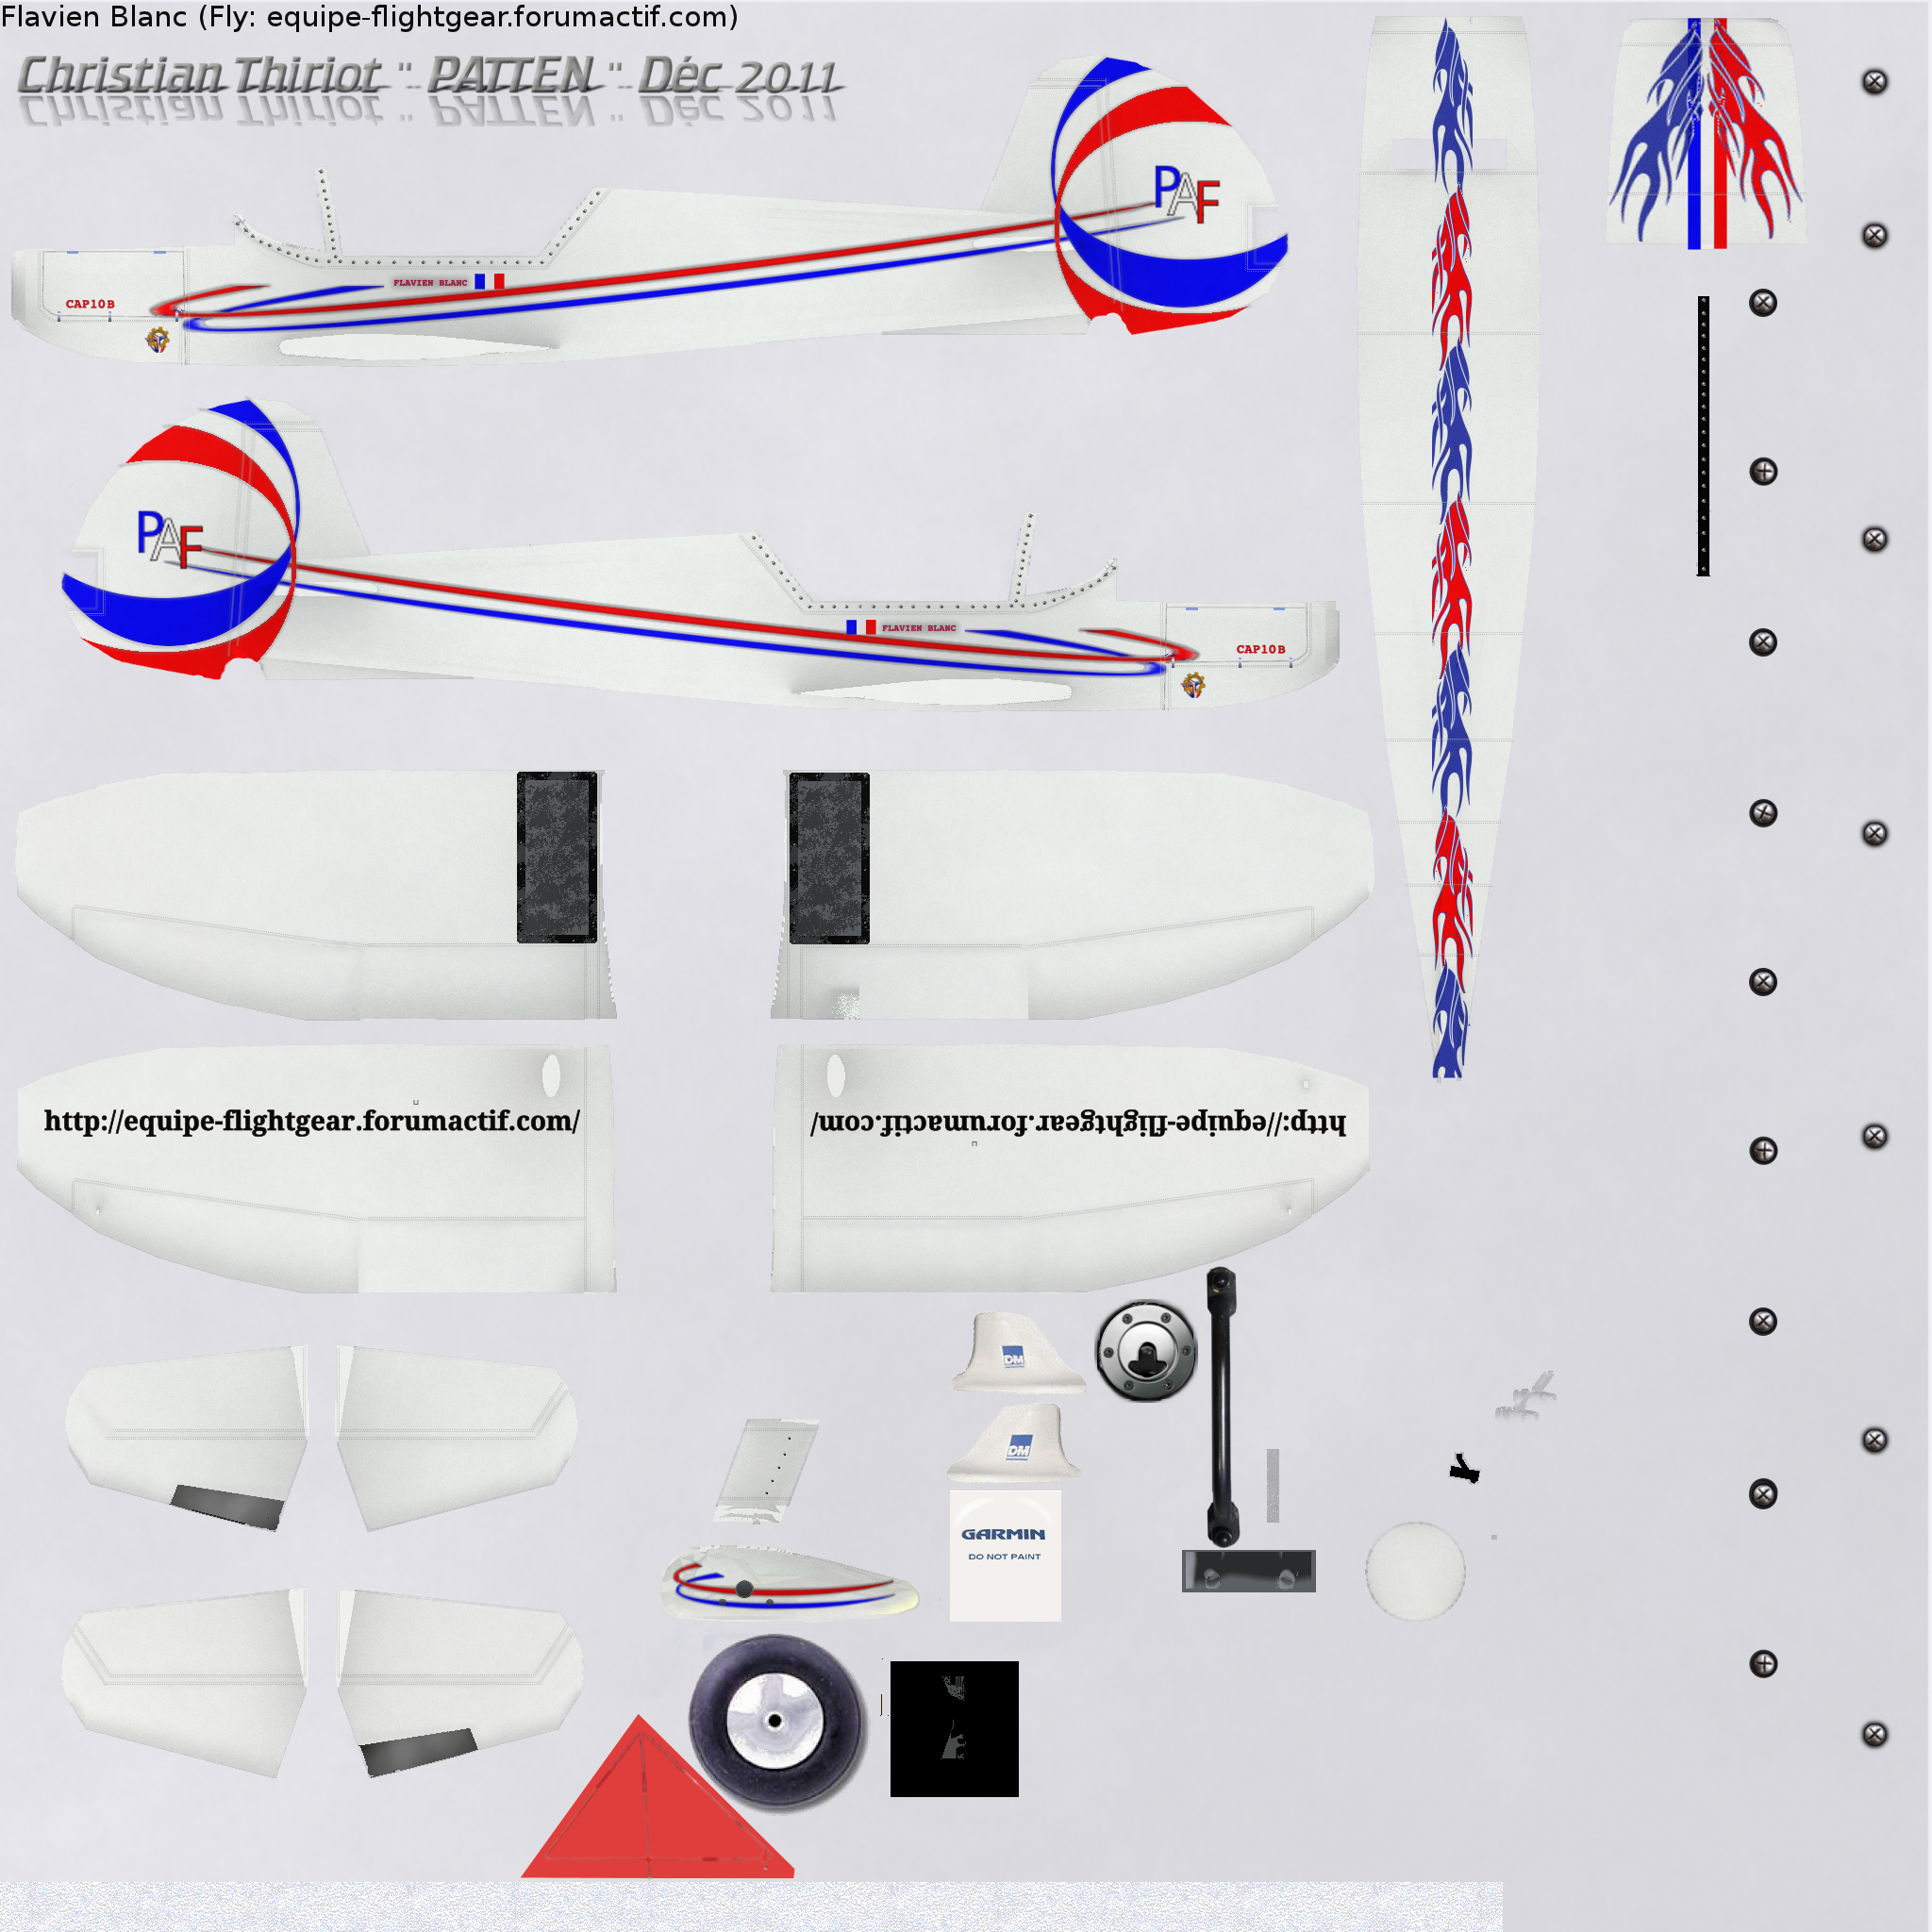 Flavien Blanc (Fly: equipe-flightgear.forumactif.com)
Christian Thiriot " PATTEN " Déc 2011
PAF
FLAVIEN BLANC
CAP10B
PAF
FLAVIEN BLANC
CAP10B
http://equipe-flightgear.forumactif.com/
http://equipe-flightgear.forumactif.com/
DM
DM
GARMIN
DO NOT PAINT